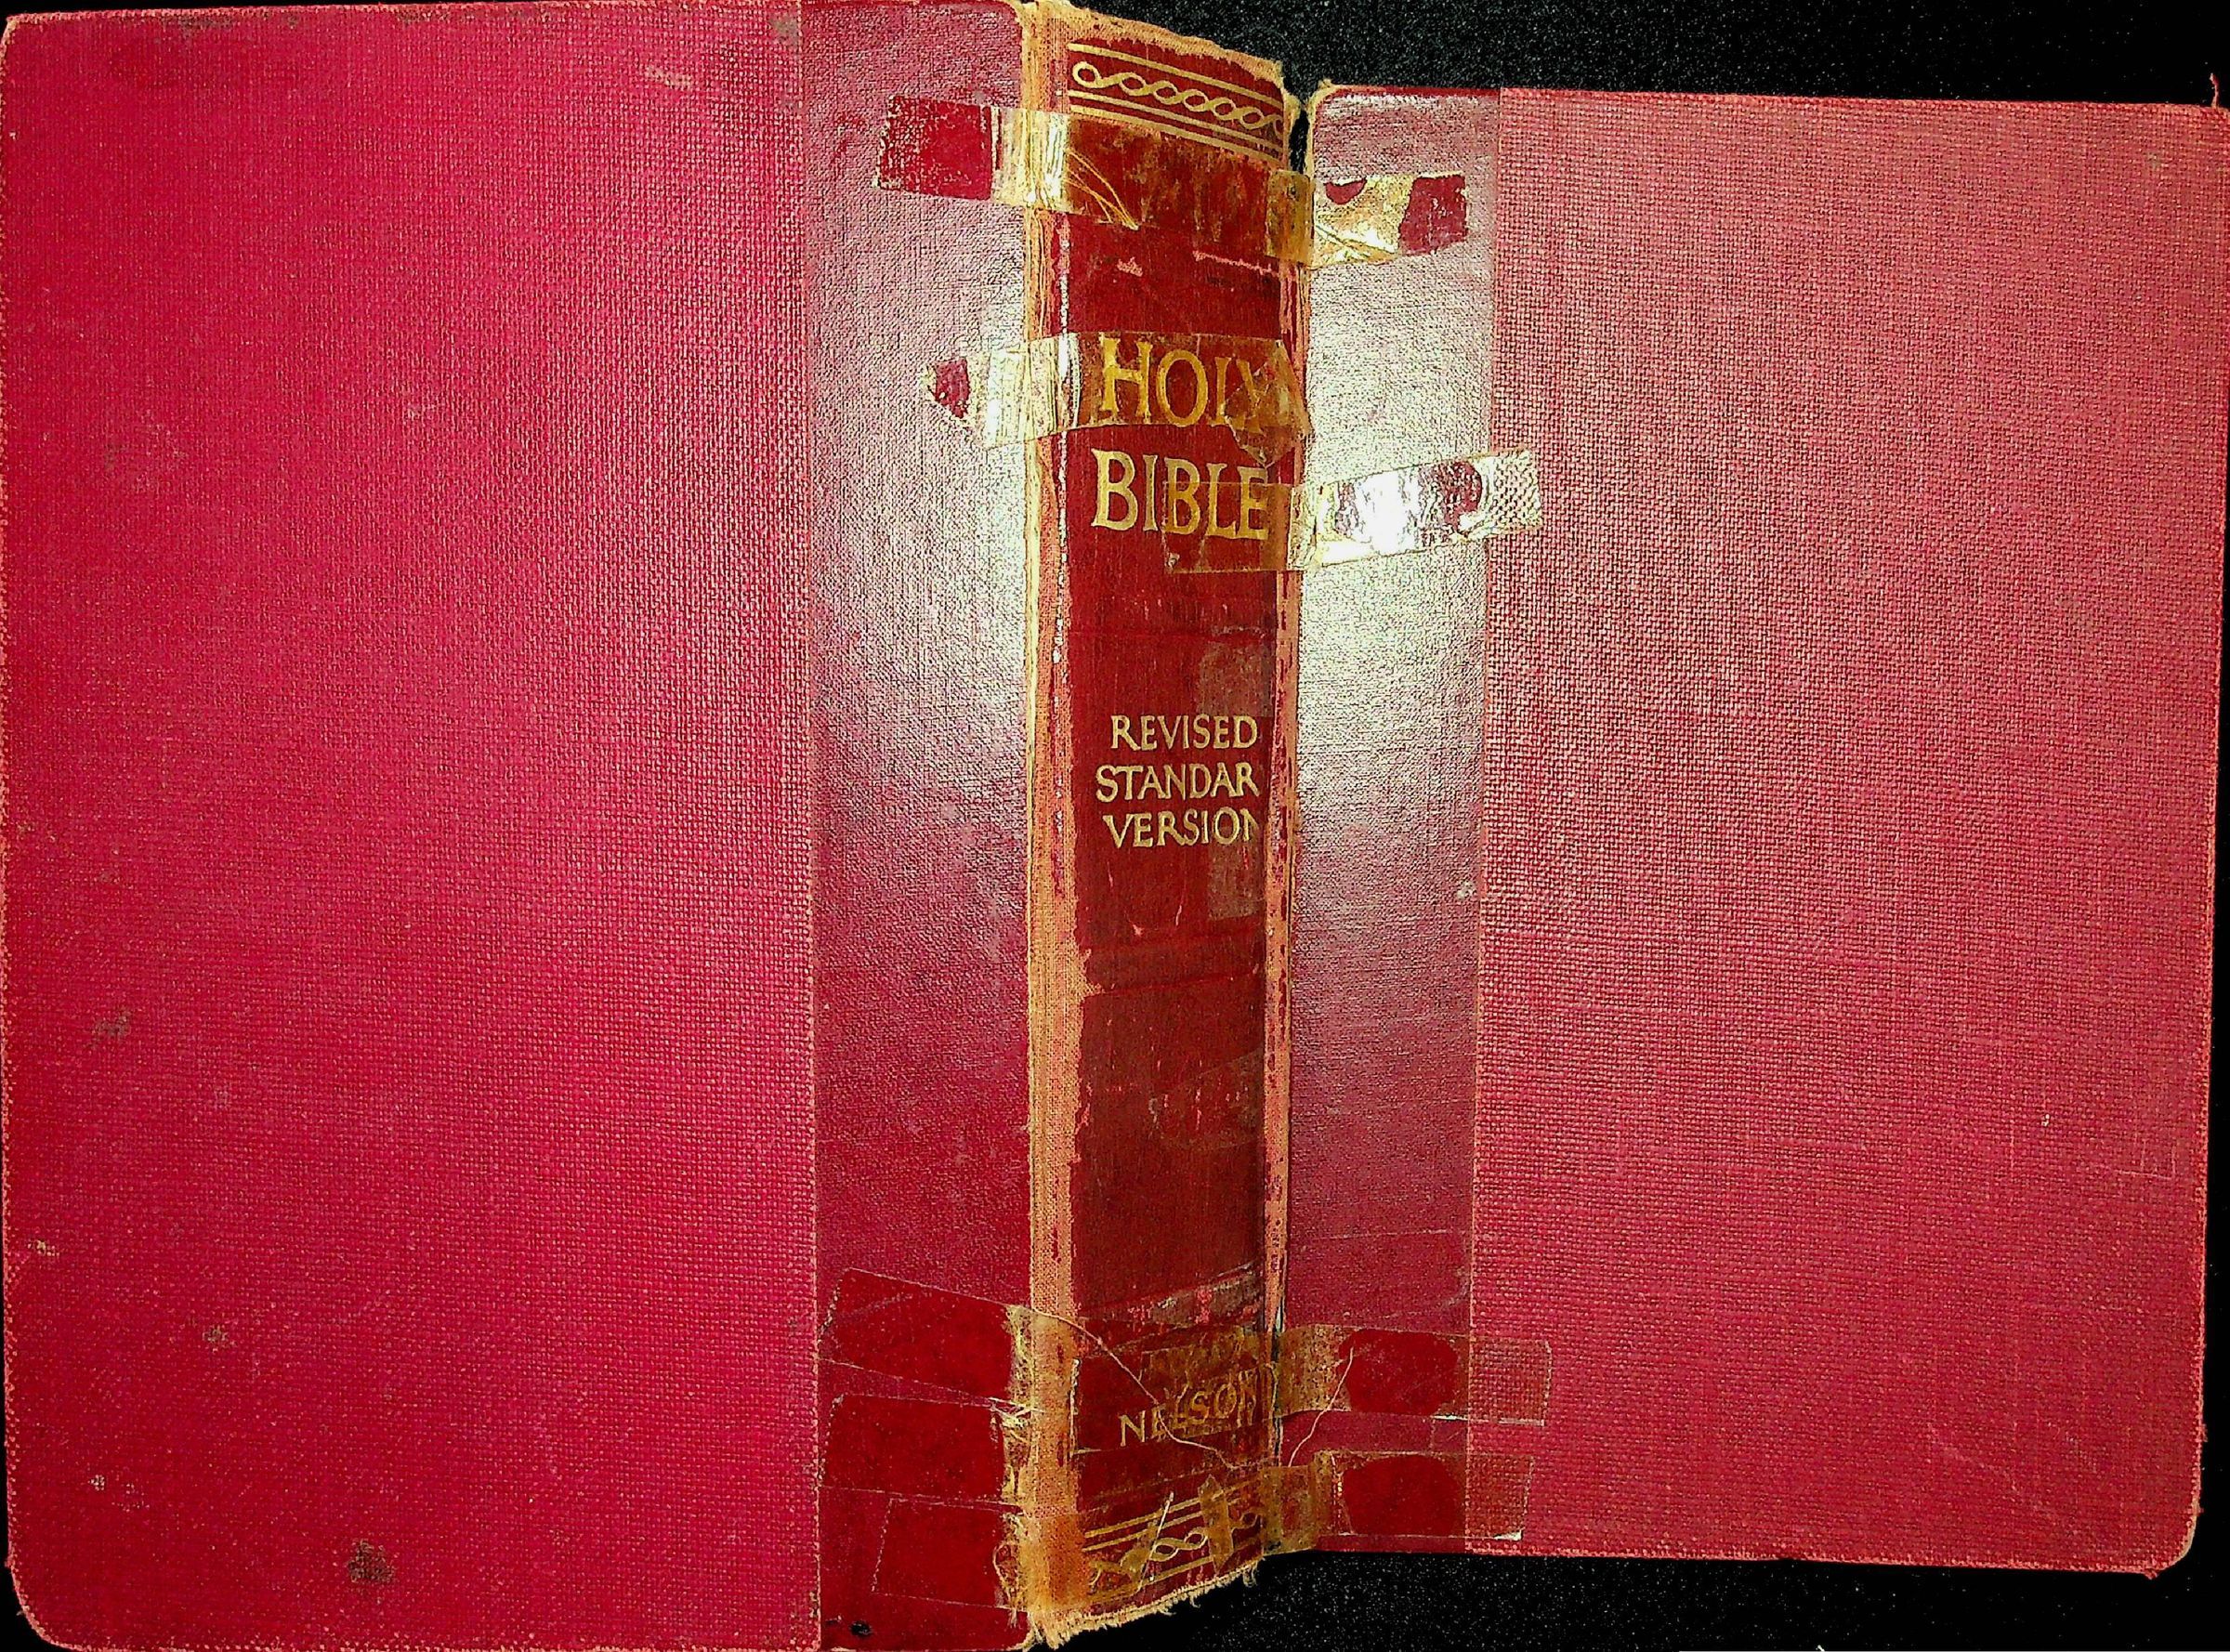 HOLY
BIBLE
REVISED
STANDAR
VERSION
NELSON